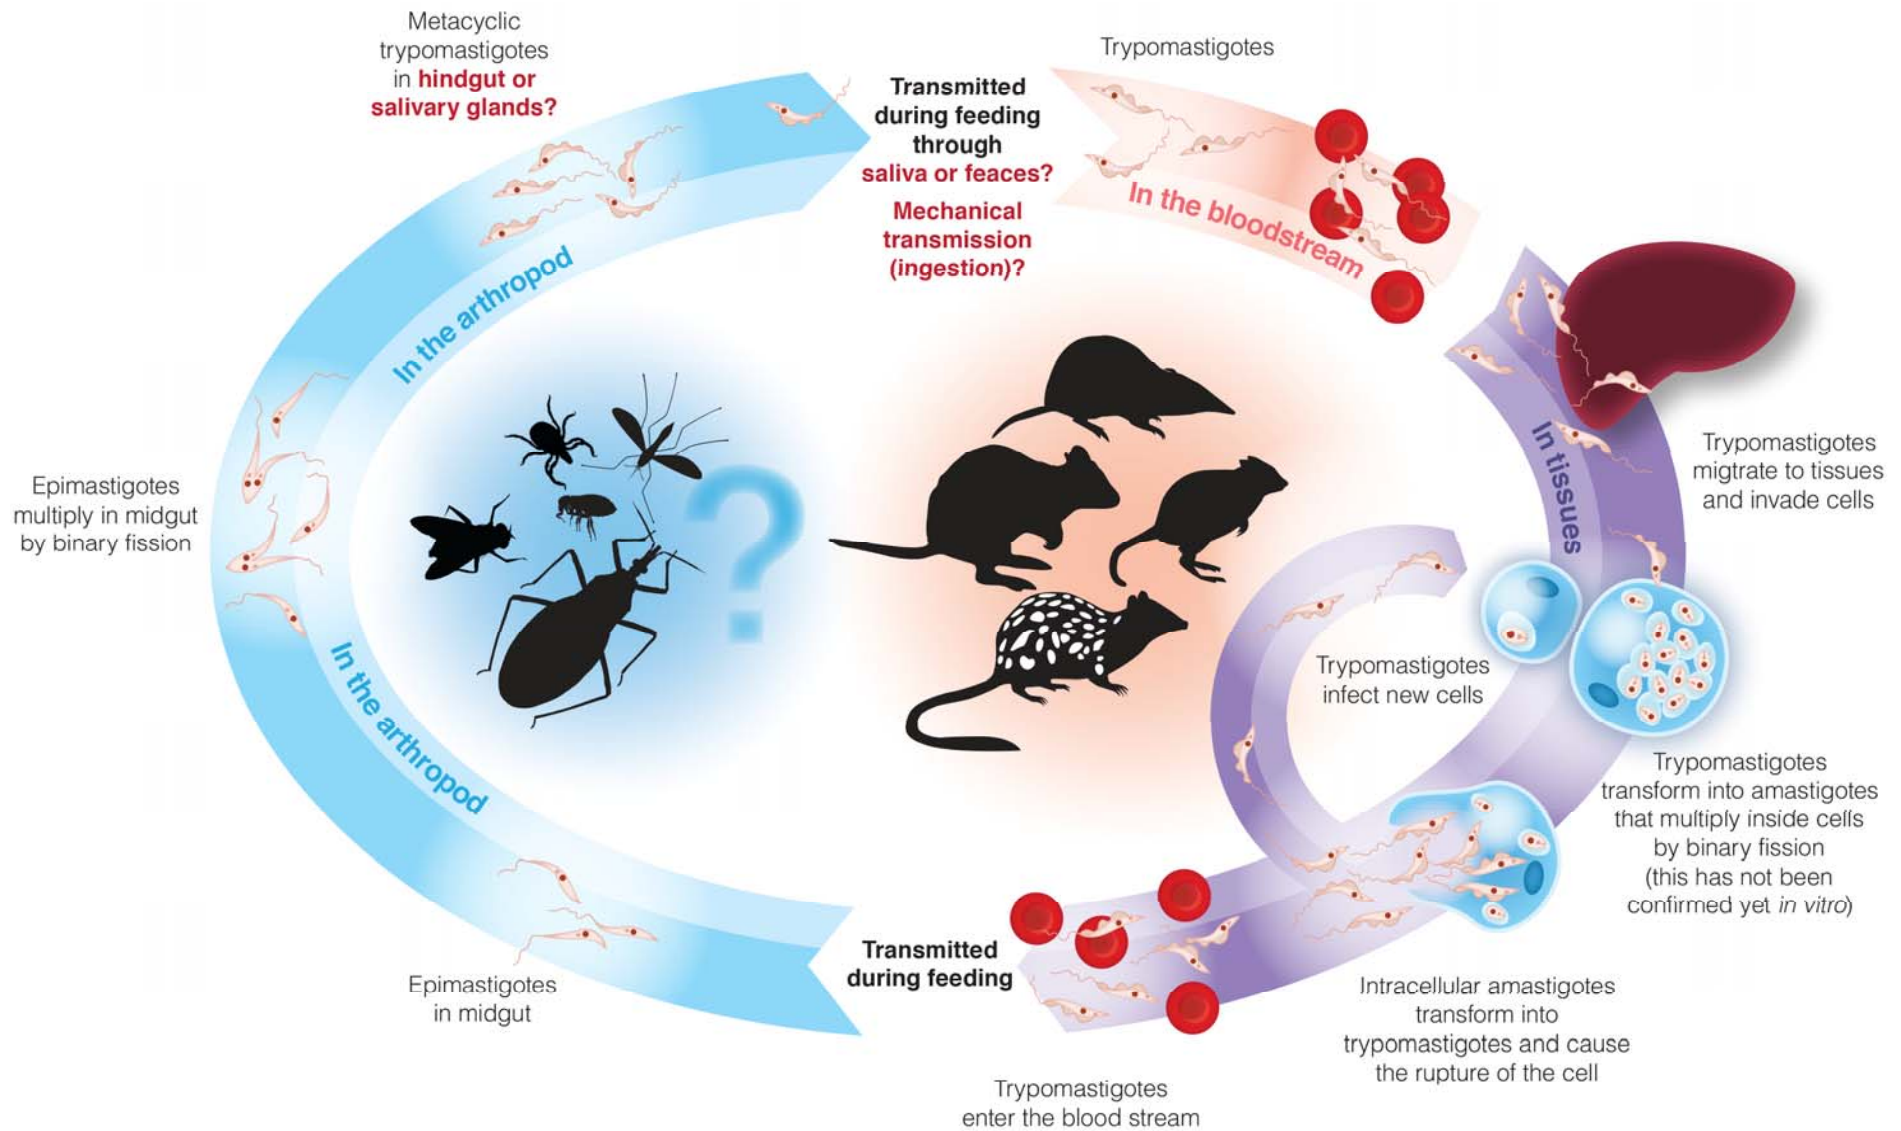 Metacyclic
trypomastigotes
in hindgut or
salivary glands?
Transmitted
during feeding
through
saliva or feaces?
Mechanical
transmission
(ingestion)?
Trypomastigotes
In the bloodstream
In tissues
Trypomastigotes
migtrate to tissues
and invade cells
Trypomastigotes
infect new cells
Trypomastigotes
transform into amastigotes
that multiply inside cells
by binary fission
(this has not been
confirmed yet in vitro)
Intracellular amastigotes
transform into
trypomastigotes and cause
the rupture of the cell
Trypomastigotes
enter the blood stream
Transmitted
during feeding
Epimastigotes
in midgut
In the arthropod
Epimastigotes
multiply in midgut
by binary fission
In the arthropod
?